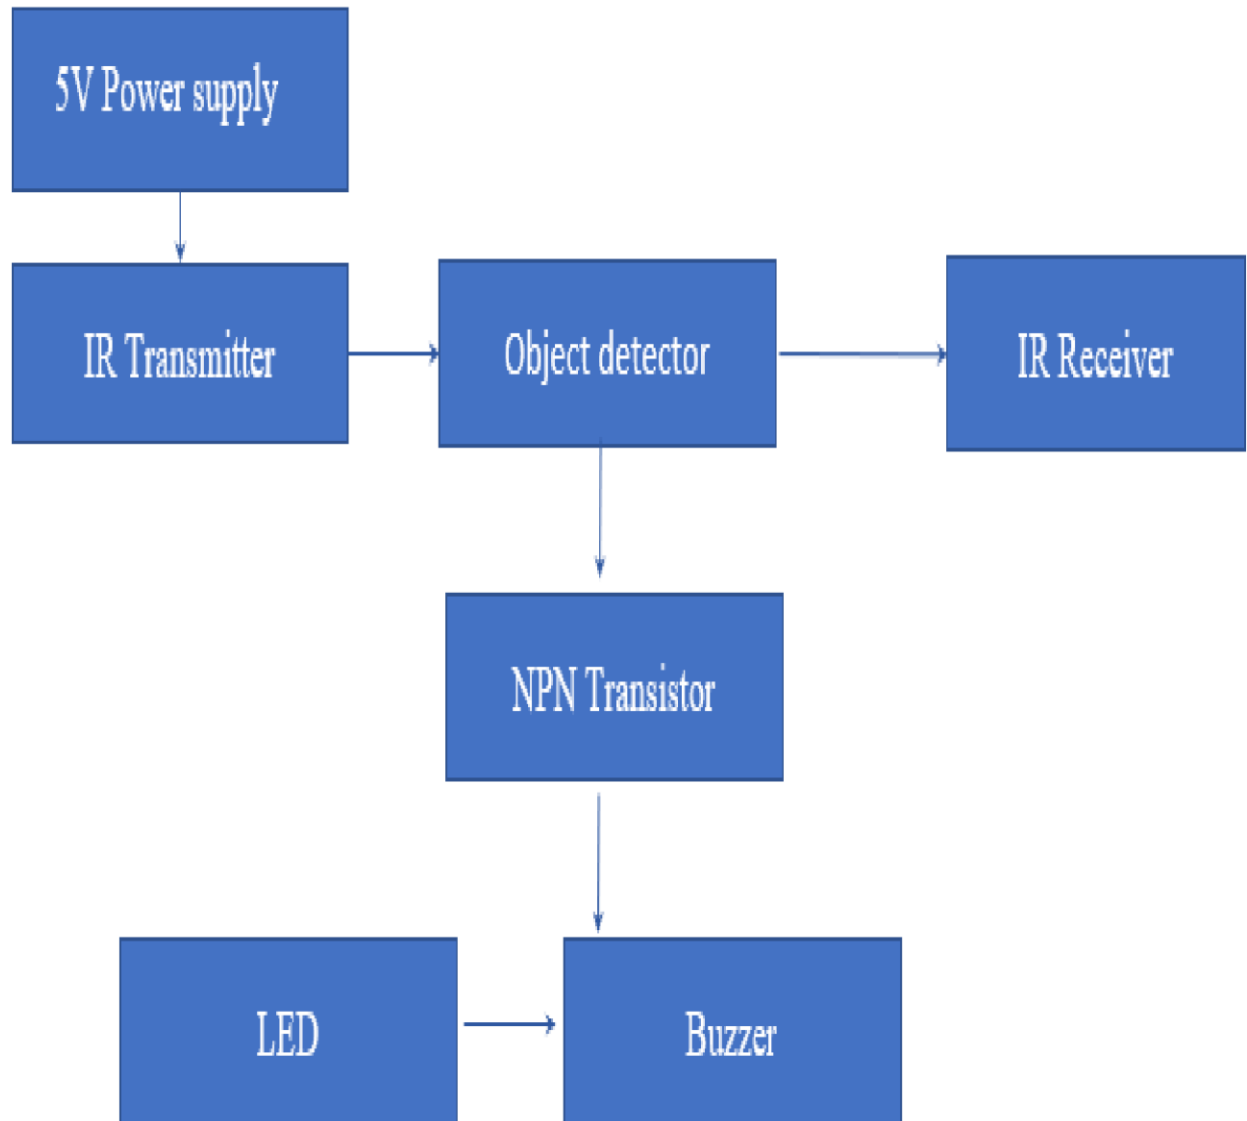 5V Power supply
IR Transmitter
Object detector
IR Receiver
NPN Transistor
LED
Buzzer